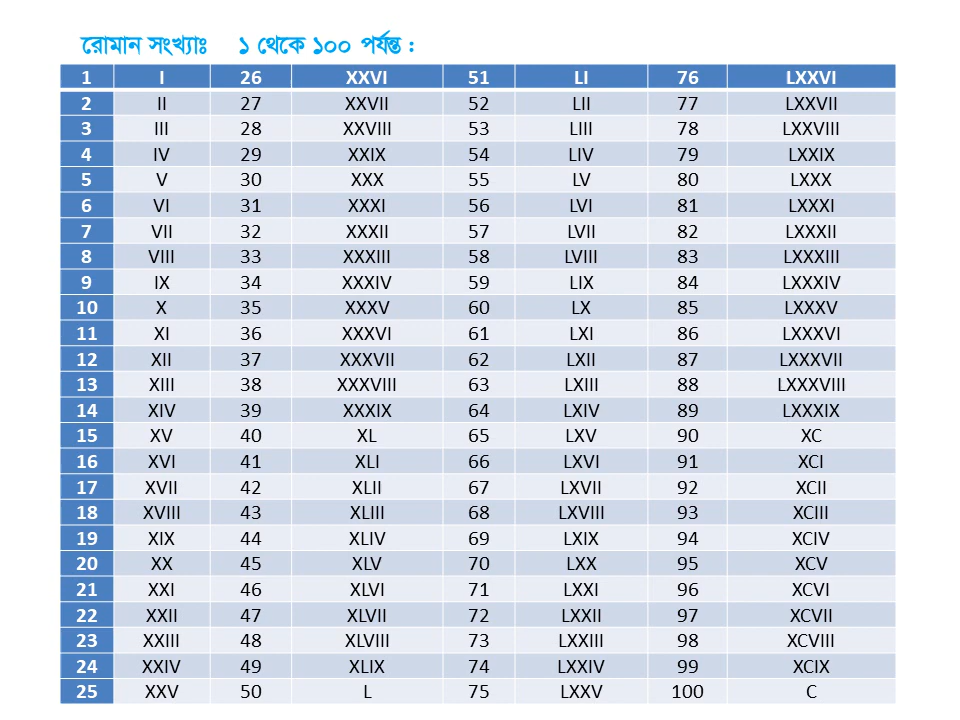 রোমান সংখ্যাঃ ১ থেকে ১০০ পর্যন্ত :
1 I 26 XXVI 51 LI 76 LXXVI
2 II 27 XXVII 52 LII 77 LXXVII
3 III 28 XXVIII 53 LIII 78 LXXVIII
4 IV 29 XXIX 54 LIV 79 LXXIX
5 V 30 XXX 55 LV 80 LXXX
6 VI 31 XXXI 56 LVI 81 LXXXI
7 VII 32 XXXII 57 LVII 82 LXXXII
8 VIII 33 XXXIII 58 LVIII 83 LXXXIII
9 IX 34 XXXIV 59 LIX 84 LXXXIV
10 X 35 XXXV 60 LX 85 LXXXV
11 XI 36 XXXVI 61 LXI 86 LXXXVI
12 XII 37 XXXVII 62 LXII 87 LXXXVII
13 XIII 38 XXXVIII 63 LXIII 88 LXXXVIII
14 XIV 39 XXXIX 64 LXIV 89 LXXXIX
15 XV 40 XL 65 LXV 90 XC
16 XVI 41 XLI 66 LXVI 91 XCI
17 XVII 42 XLII 67 LXVII 92 XCII
18 XVIII 43 XLIII 68 LXVIII 93 XCIII
19 XIX 44 XLIV 69 LXIX 94 XCIV
20 XX 45 XLV 70 LXX 95 XCV
21 XXI 46 XLVI 71 LXXI 96 XCVI
22 XXII 47 XLVII 72 LXXII 97 XCVII
23 XXIII 48 XLVIII 73 LXXIII 98 XCVIII
24 XXIV 49 XLIX 74 LXXIV 99 XCIX
25 XXV 50 L 75 LXXV 100 C